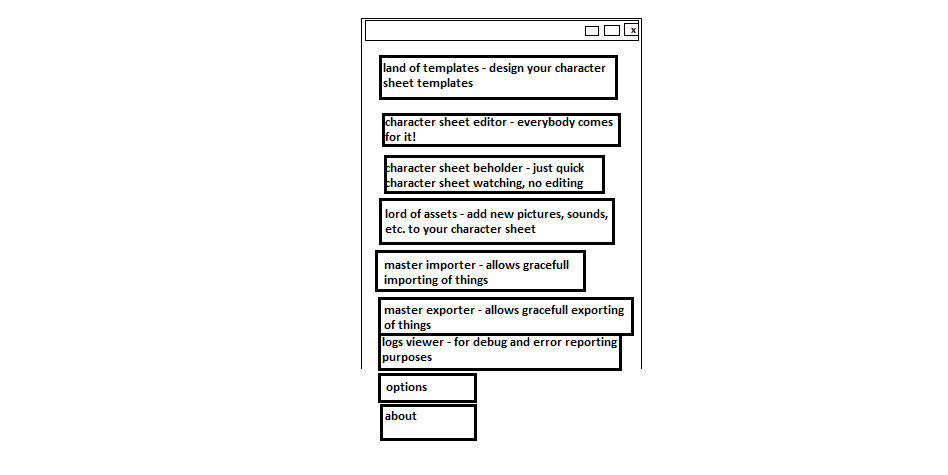 x
land of templates - design your character
sheet templates
character sheet editor - everybody comes
for it!
character sheet beholder - just quick
character sheet watching, no editing
lord of assets - add new pictures, sounds,
etc. to your character sheet
master importer - allows gracefull
importing of things
master exporter - allows gracefull exporting
of things
logs viewer - for debug and error reporting
purposes
options
about